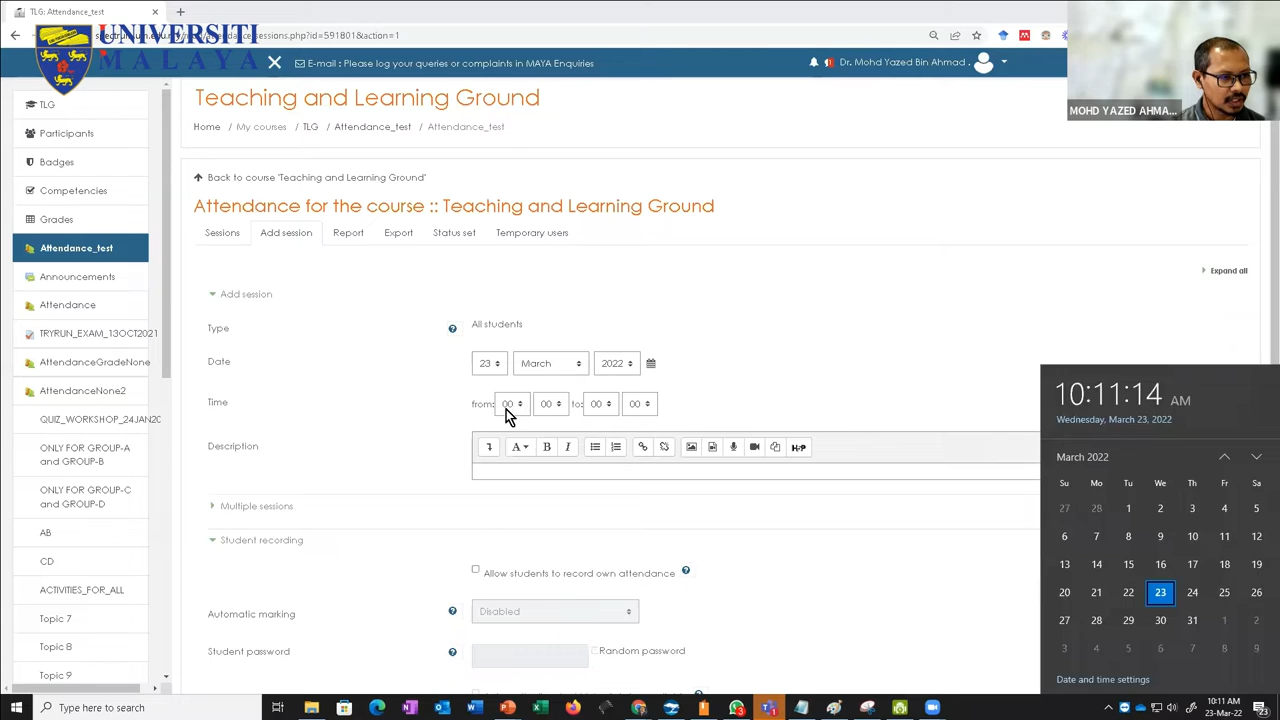 TLG: Attendance_test
UNIVERSITI
MALAYA
sessions.php?id=591801&action=1
E-mail : Please log your queries or complaints in MAYA Enquiries
Dr. Mohd Yazed Bin Ahmad .
MOHD YAZED AHMA...
Teaching and Learning Ground
Home / My courses / TLG / Attendance_test / Attendance_test
TLG
Participants
Badges
Competencies
Grades
Attendance_test
Announcements
Attendance
TRYRUN_EXAM_13OCT2021
AttendanceGradeNone
AttendanceNone2
QUIZ_WORKSHOP_24JAN20
ONLY FOR GROUP-A
and GROUP-B
ONLY FOR GROUP-C
and GROUP-D
AB
CD
ACTIVITIES_FOR_ALL
Topic 7
Topic 8
Topic 9
Back to course 'Teaching and Learning Ground'
Attendance for the course :: Teaching and Learning Ground
Sessions Add session Report Export Status set Temporary users
Expand all
Add session
Type All students
Date 23 March 2022
Time from: 00 00 to: 00 00
Description
A B I H-P
Multiple sessions
Student recording
Allow students to record own attendance
Automatic marking Disabled
Student password Random password
10:11:14 AM
Wednesday, March 23, 2022
March 2022
Su Mo Tu We Th Fr Sa
27 28 1 2 3 4 5
6 7 8 9 10 11 12
13 14 15 16 17 18 19
20 21 22 23 24 25 26
27 28 29 30 31 1 2
3 4 5 6 7 8 9
Date and time settings
Type here to search
10:11 AM
23-Mar-22